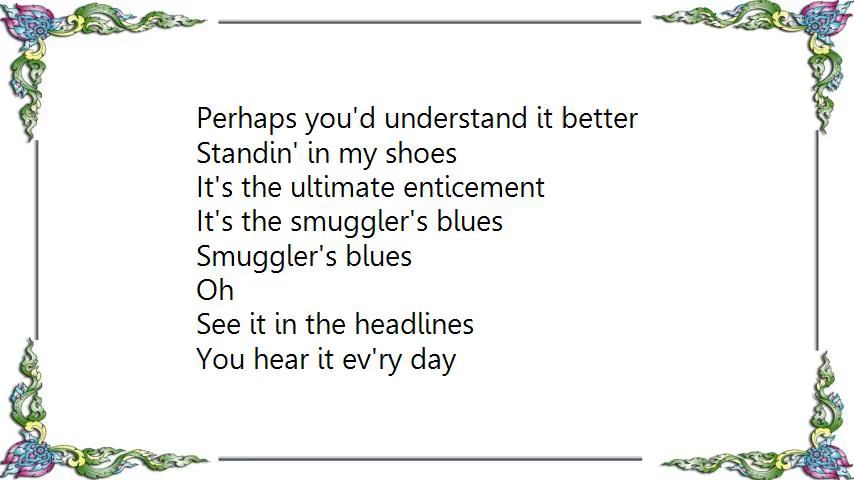 Perhaps you'd understand it better
Standin' in my shoes
It's the ultimate enticement
It's the smuggler's blues
Smuggler's blues
Oh
See it in the headlines
You hear it ev'ry day